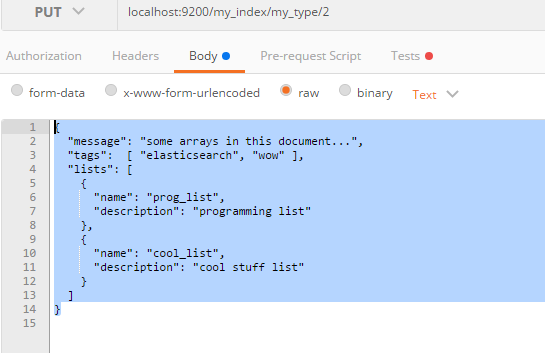 PUT localhost:9200/my_index/my_type/2
Authorization Headers Body Pre-request Script Tests
form-data x-www-form-urlencoded raw binary Text
1 {
2 "message": "some arrays in this document...",
3 "tags":  [ "elasticsearch", "wow" ],
4 "lists": [
5 {
6 "name": "prog_list",
7 "description": "programming list"
8 },
9 {
10 "name": "cool_list",
11 "description": "cool stuff list"
12 }
13 ]
14 }
15